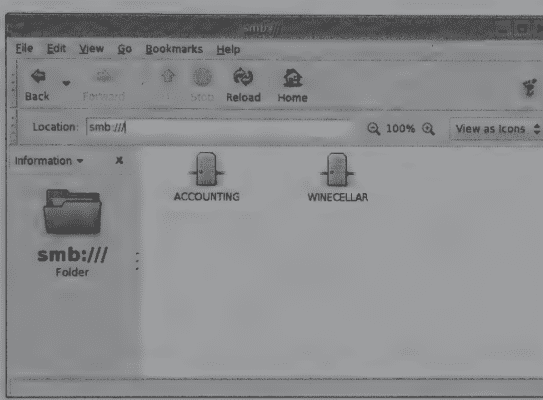 smb:///
File Edit View Go Bookmarks Help
Back Forward Stop Reload Home
Location: smb:/// 100% View as Icons
Information
ACCOUNTING WINECELLAR
smb:///
Folder